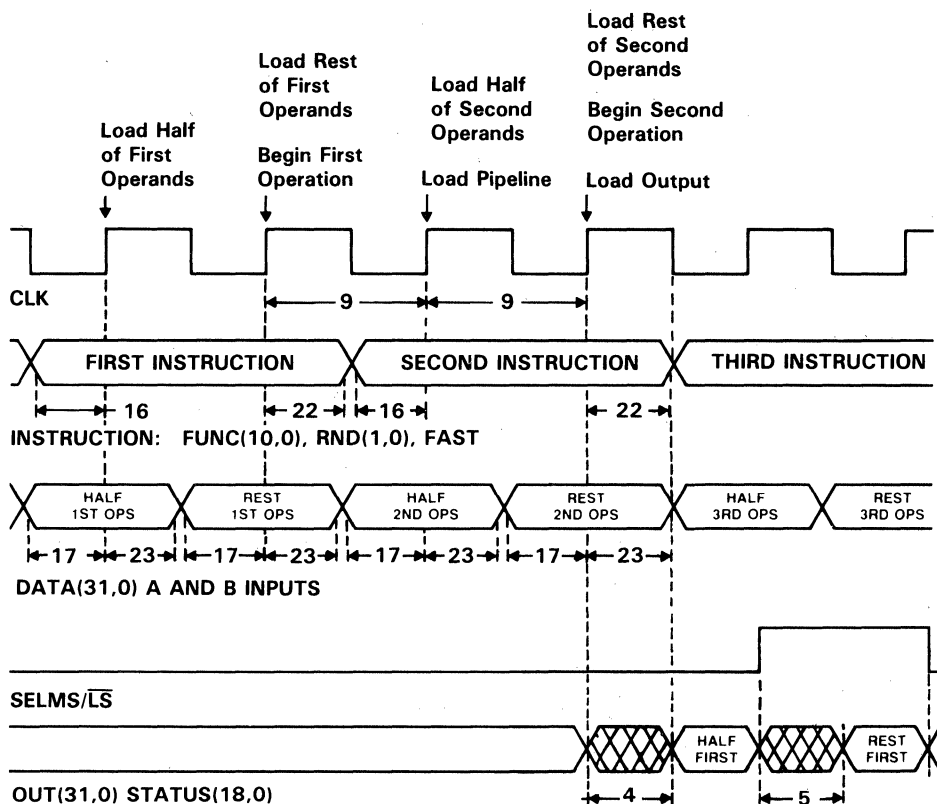 Load Half
of First
Operands
Load Rest
of First
Operands
Begin First
Operation
Load Half
of Second
Operands
Load Pipeline
Load Rest
of Second
Operands
Begin Second
Operation
Load Output
CLK
9
9
FIRST INSTRUCTION
SECOND INSTRUCTION
THIRD INSTRUCTION
16
22
16
22
INSTRUCTION: FUNC(10,0), RND(1,0), FAST
HALF
1ST OPS
REST
1ST OPS
HALF
2ND OPS
REST
2ND OPS
HALF
3RD OPS
REST
3RD OPS
17
23
17
23
17
23
17
23
DATA(31,0) A AND B INPUTS
SELMS/L̅S̅
HALF
FIRST
REST
FIRST
OUT(31,0) STATUS(18,0)
4
5